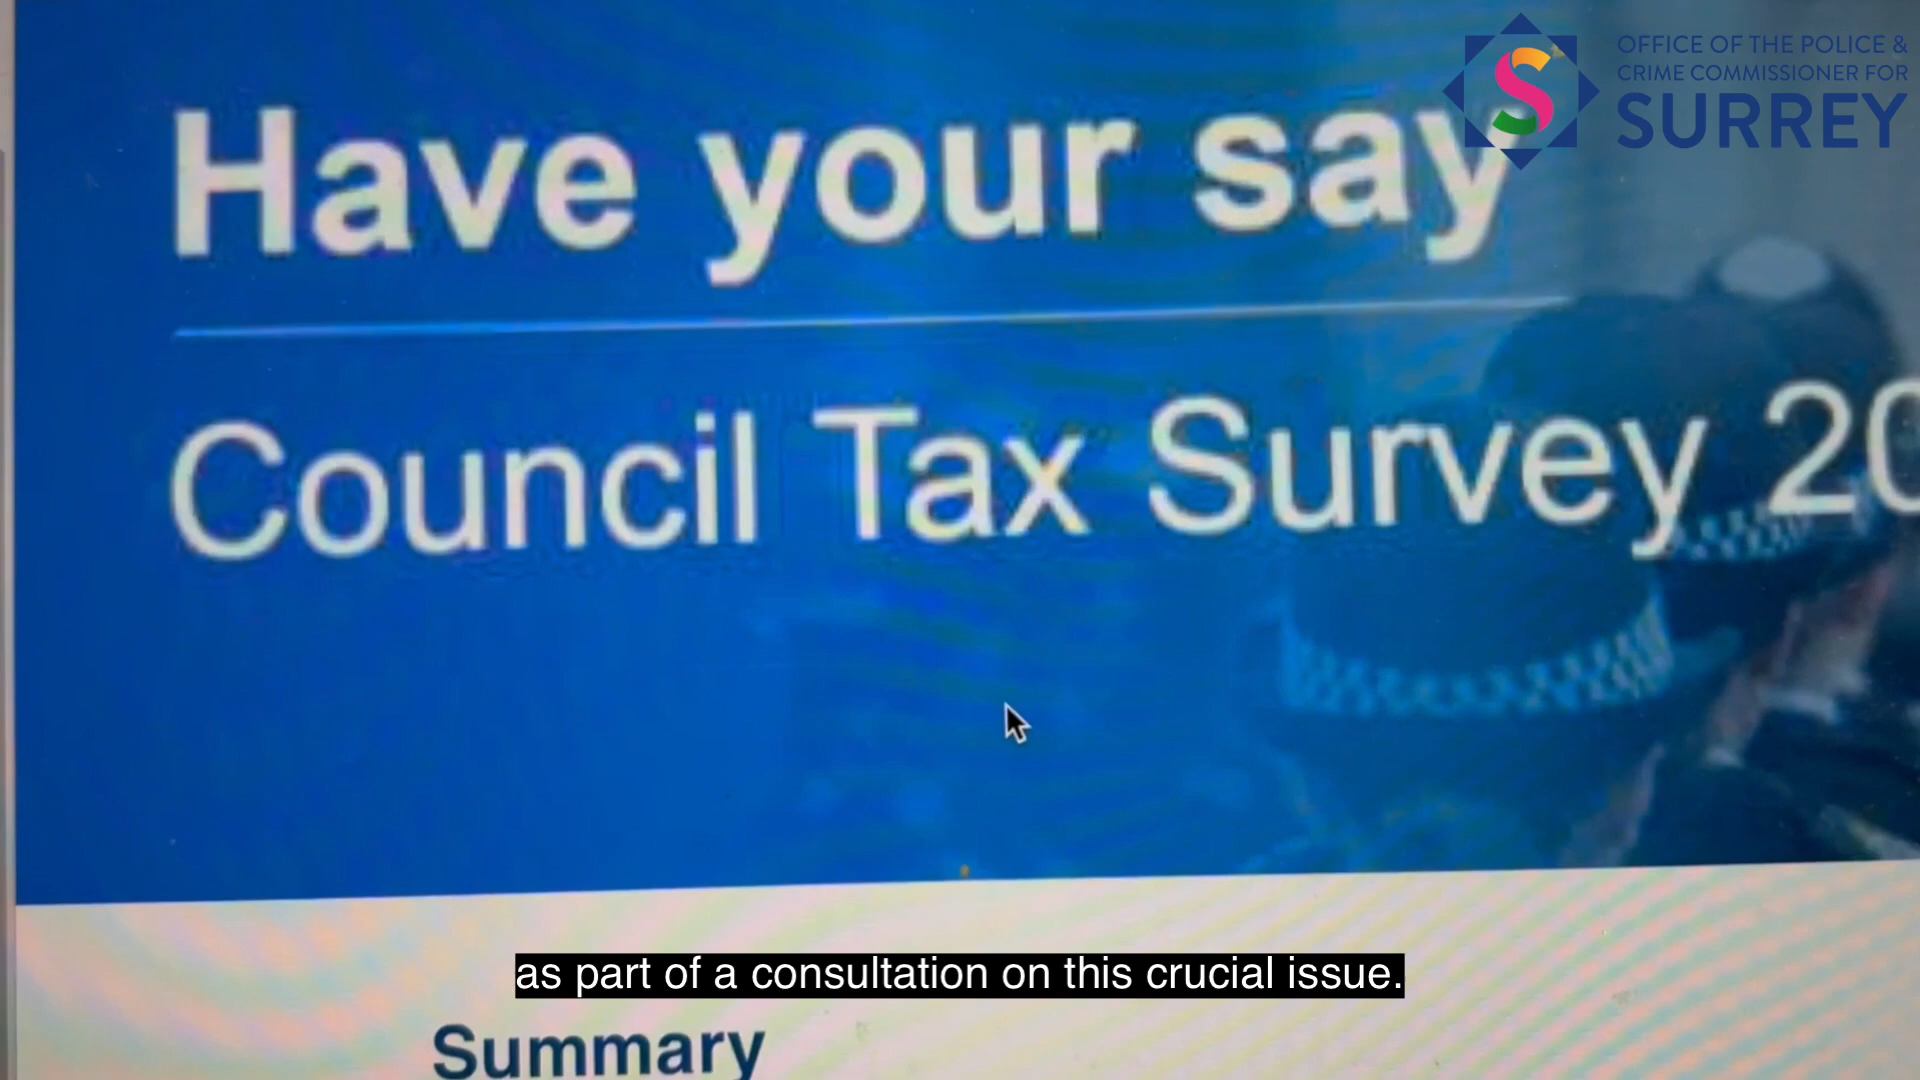 OFFICE OF THE POLICE &
CRIME COMMISSIONER FOR
SURREY
Have your say
Council Tax Survey 20
as part of a consultation on this crucial issue.
Summary